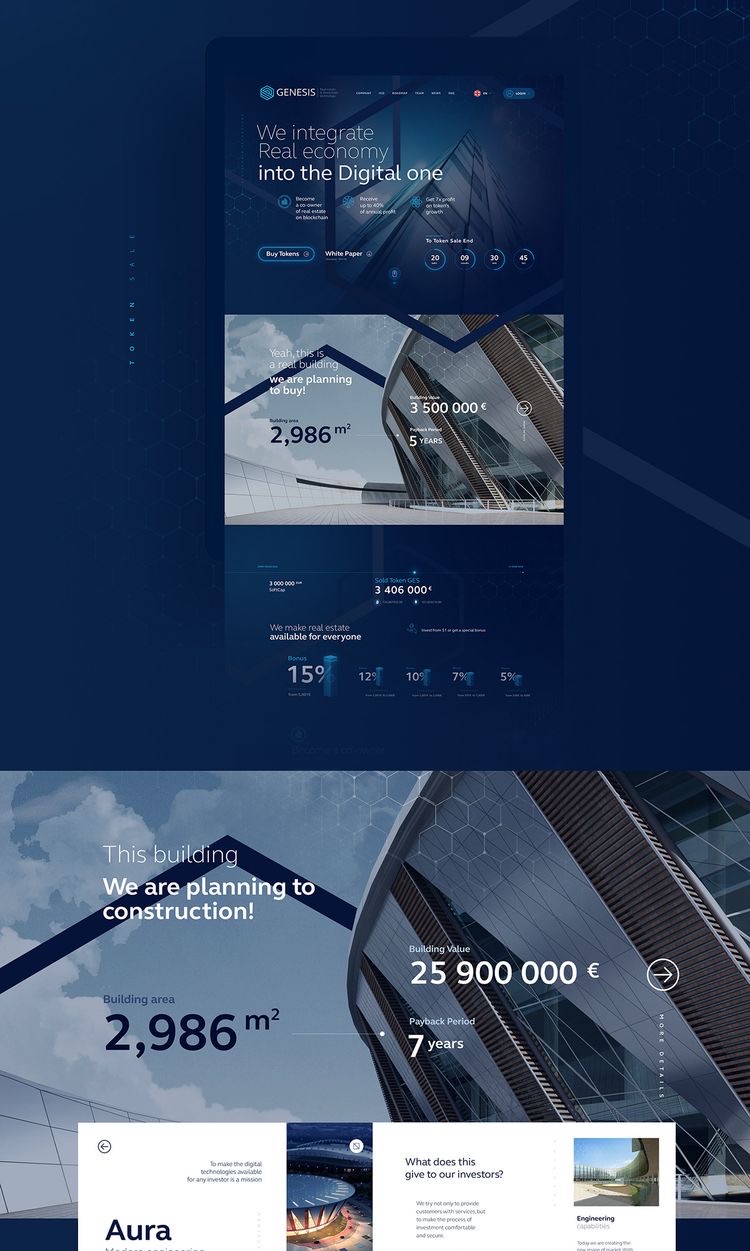 GENESIS
COMPANY ICO ROADMAP TEAM NEWS FAQ EN LOGIN
We integrate
Real economy
into the Digital one
Become
a co-owner
of real estate
on blockchain
Receive
up to 40%
of annual profit
Get 7x profit
on token's
growth
To Token Sale End
20 09 30 45
Buy Tokens
White Paper
TOKEN SALE
Yeah, this is
a real building
we are planning
to buy!
Building area
2,986 m²
Building Value
3 500 000 €
Payback Period
5 YEARS
3 000 000
SoftCap
Sold Token GES
3 406 000 €
We make real estate
available for everyone
Invest from $1 or get a special bonus
Bonus
15%
12%
10%
7%
5%
Become a co-owner
This building
We are planning to
construction!
Building area
2,986 m²
Building Value
25 900 000 €
Payback Period
7 years
MORE DETAILS
To make the digital
technologies available
for any investor is a mission
Aura
Modern engineering
What does this
give to our investors?
We try not only to provide
customers with services, but
to make the process of
investment comfortable
and secure.
Engineering
capabilities
Today we are creating the
new image of market with